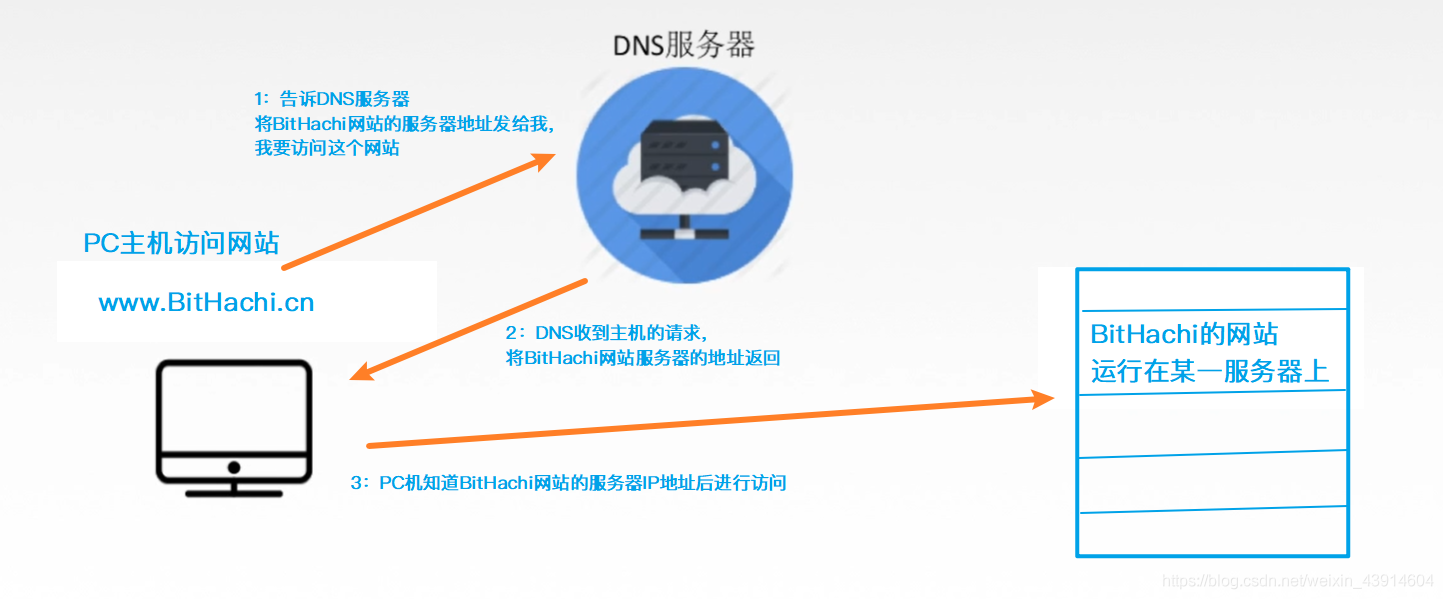 DNS服务器
1：告诉DNS服务器
将BitHachi网站的服务器地址发给我，
我要访问这个网站
PC主机访问网站
www.BitHachi.cn
2：DNS收到主机的请求，
将BitHachi网站服务器的地址返回
BitHachi的网站
运行在某一服务器上
3：PC机知道BitHachi网站的服务器IP地址后进行访问
https://blog.csdn.net/weixin_43914604